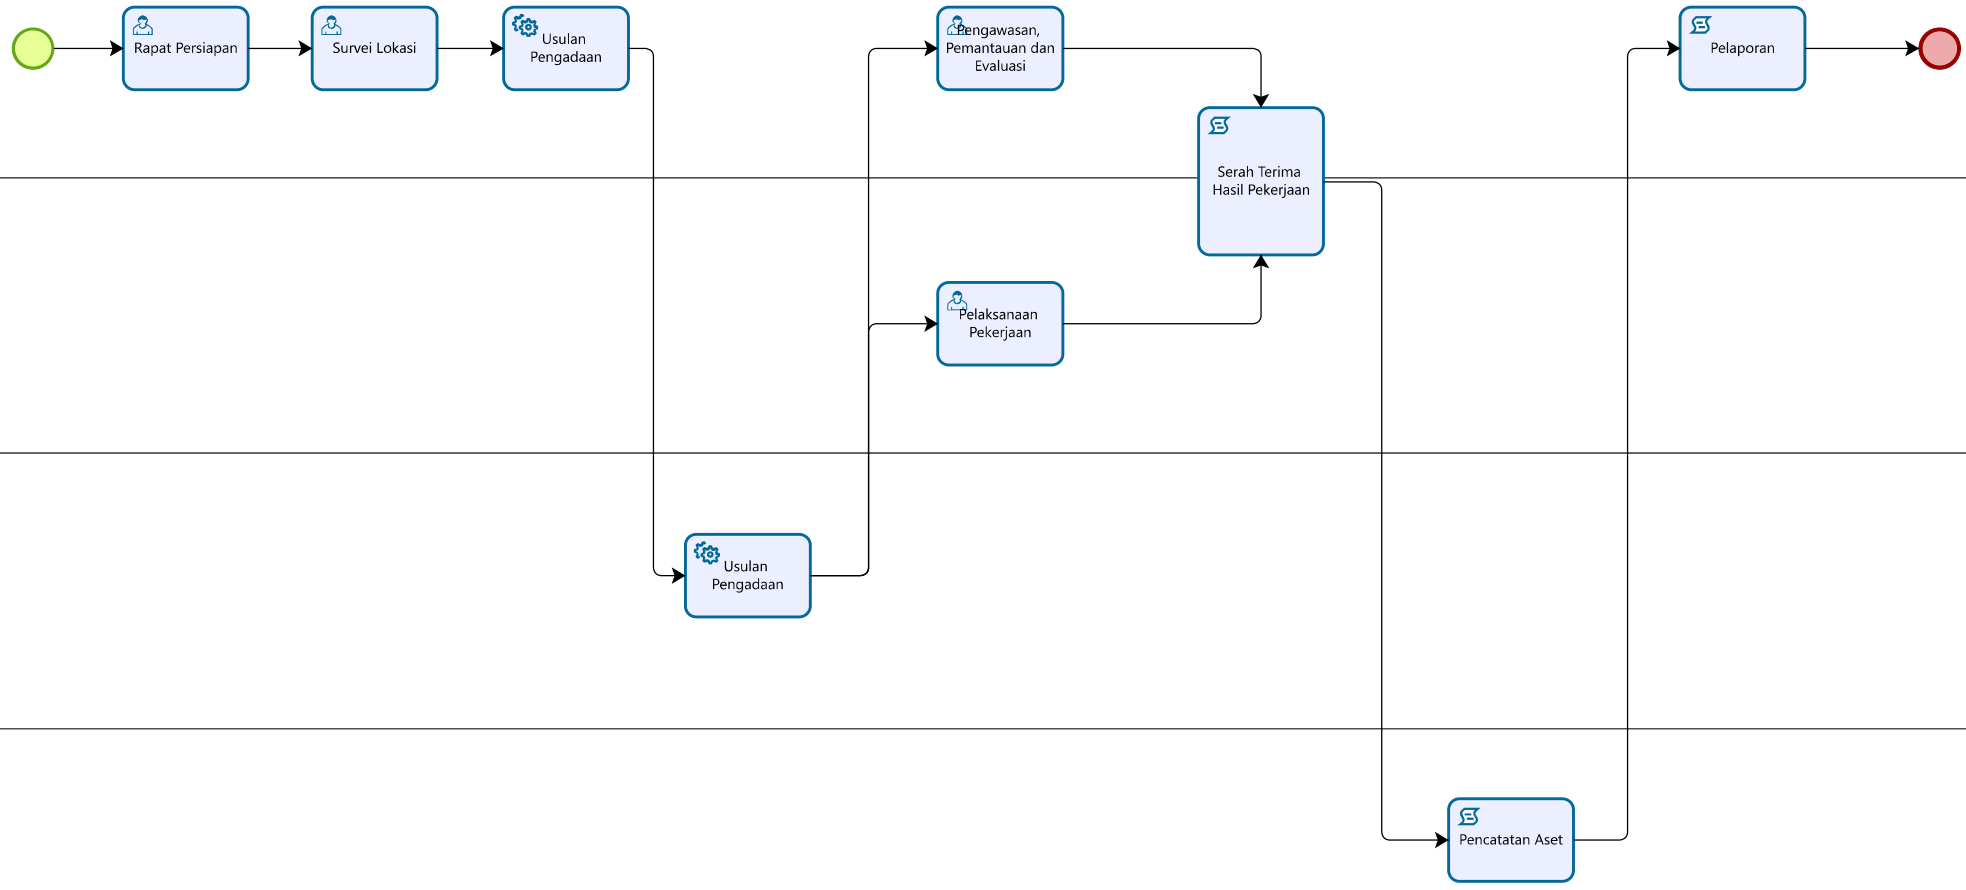 Rapat Persiapan
Survei Lokasi
Usulan
Pengadaan
Pengawasan,
Pemantauan dan
Evaluasi
Pelaporan
Serah Terima
Hasil Pekerjaan
Pelaksanaan
Pekerjaan
Usulan
Pengadaan
Pencatatan Aset